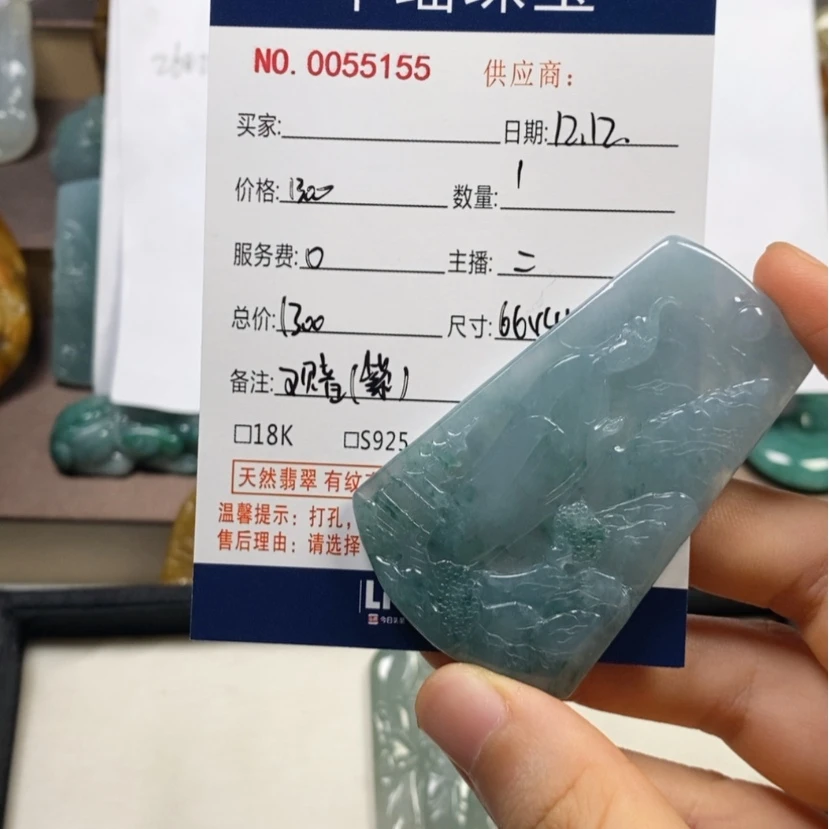 NO. 0055155 供应商：
买家: 日期:12.12.
价格:1300 数量:1
服务费:0 主播:二
总价:1300 尺寸:66
备注: (紫)
□18K □S925
天然翡翠 有纹
温馨提示：打孔，
售后理由：请选择